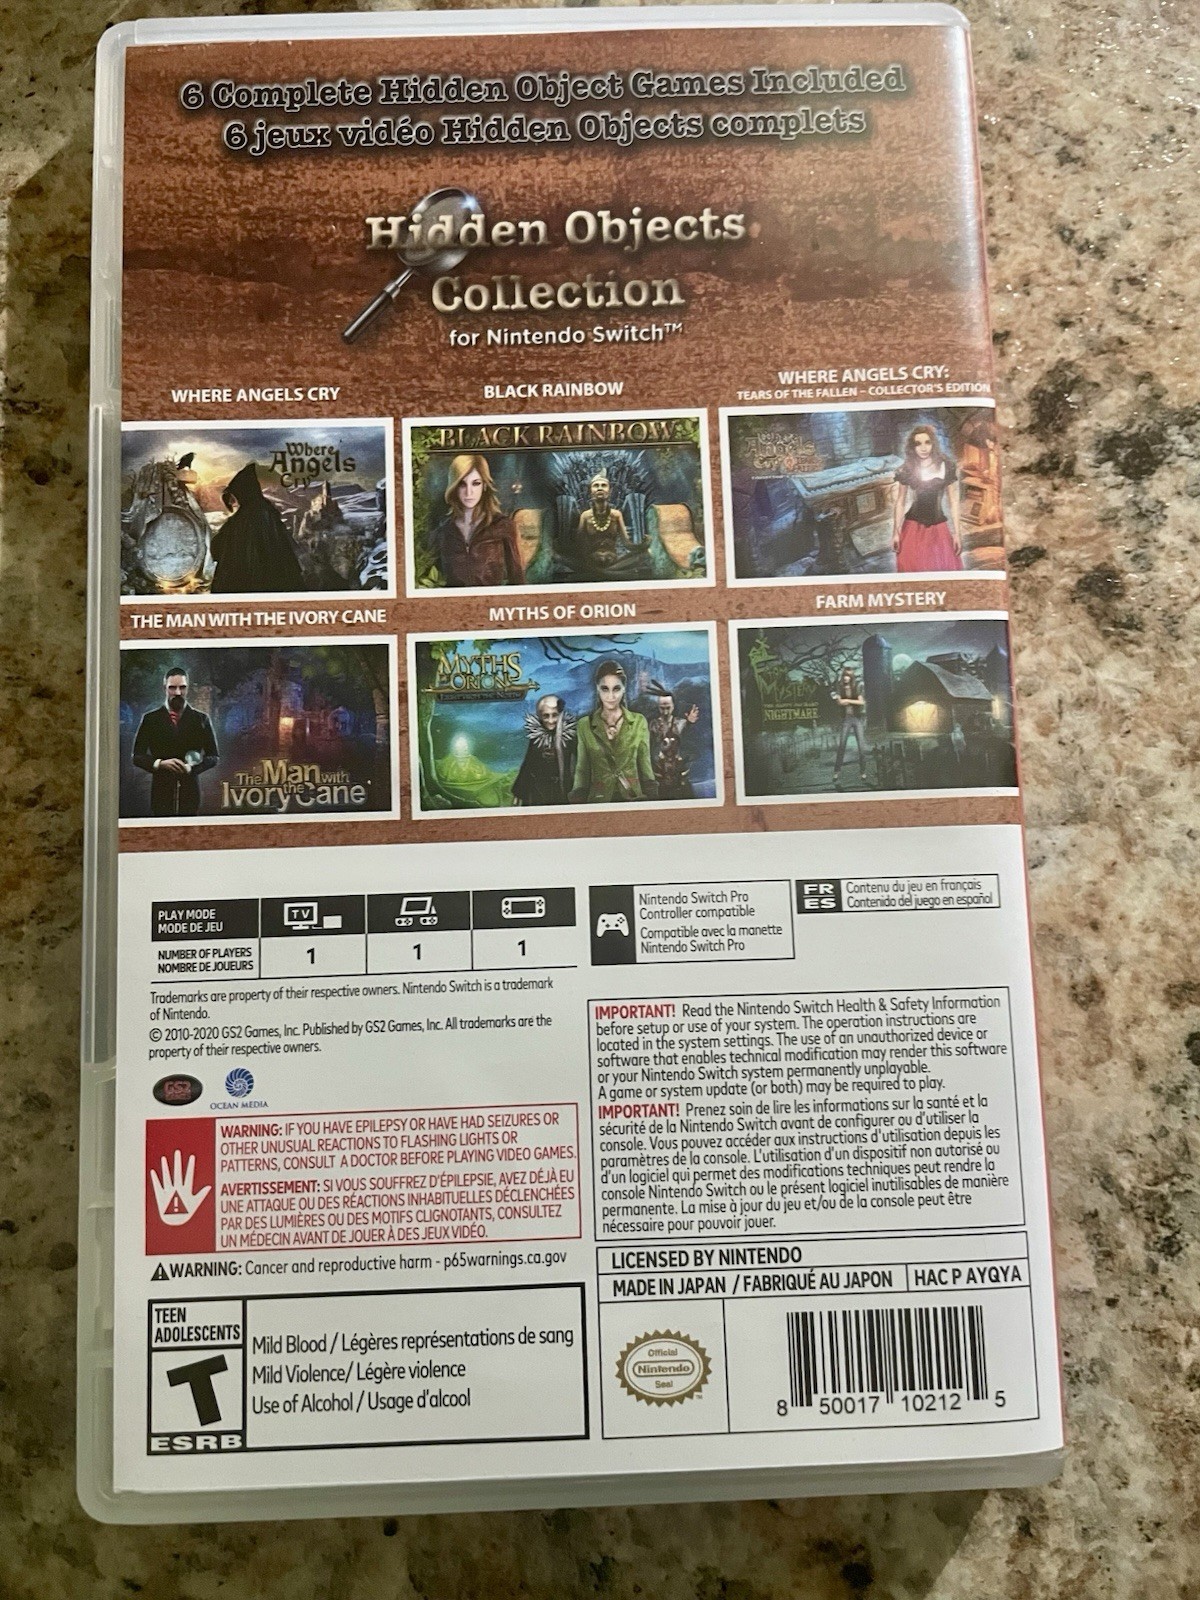 6 Complete Hidden Object Games Included
6 jeux vidéo Hidden Objects complets
Hidden Objects
Collection
for Nintendo Switch™
WHERE ANGELS CRY
BLACK RAINBOW
WHERE ANGELS CRY:
TEARS OF THE FALLEN – COLLECTOR'S EDITION
Where
Angels
Cry
BLACK RAINBOW
THE MAN WITH THE IVORY CANE
MYTHS OF ORION
FARM MYSTERY
The Man with
the
Ivory Cane
MYTHS
OF ORION
Mystery
NIGHTMARE
PLAY MODE
MODE DE JEU
TV
NUMBER OF PLAYERS
NOMBRE DE JOUEURS
1
1
1
Nintendo Switch Pro
Controller compatible
Compatible avec la manette
Nintendo Switch Pro
FR
ES
Contenu du jeu en français
Contenido del juego en español
Trademarks are property of their respective owners. Nintendo Switch is a trademark
of Nintendo.
© 2010-2020 GS2 Games, Inc. Published by GS2 Games, Inc. All trademarks are the
property of their respective owners.
GS2
GAMES
OCEAN MEDIA
WARNING: IF YOU HAVE EPILEPSY OR HAVE HAD SEIZURES OR
OTHER UNUSUAL REACTIONS TO FLASHING LIGHTS OR
PATTERNS, CONSULT A DOCTOR BEFORE PLAYING VIDEO GAMES.
AVERTISSEMENT: SI VOUS SOUFFREZ D'ÉPILEPSIE, AVEZ DÉJÀ EU
UNE ATTAQUE OU DES RÉACTIONS INHABITUELLES DÉCLENCHÉES
PAR DES LUMIÈRES OU DES MOTIFS CLIGNOTANTS, CONSULTEZ
UN MÉDECIN AVANT DE JOUER À DES JEUX VIDÉO.
WARNING: Cancer and reproductive harm - p65warnings.ca.gov
IMPORTANT! Read the Nintendo Switch Health & Safety Information
before setup or use of your system. The operation instructions are
located in the system settings. The use of an unauthorized device or
software that enables technical modification may render this software
or your Nintendo Switch system permanently unplayable.
A game or system update (or both) may be required to play.
IMPORTANT! Prenez soin de lire les informations sur la santé et la
sécurité de la Nintendo Switch avant de configurer ou d'utiliser la
console. Vous pouvez accéder aux instructions d'utilisation depuis les
paramètres de la console. L'utilisation d'un dispositif non autorisé ou
d'un logiciel qui permet des modifications techniques peut rendre la
console Nintendo Switch ou le présent logiciel inutilisables de manière
permanente. La mise à jour du jeu et/ou de la console peut être
nécessaire pour pouvoir jouer.
TEEN
ADOLESCENTS
T
ESRB
Mild Blood / Légères représentations de sang
Mild Violence/ Légère violence
Use of Alcohol / Usage d'alcool
LICENSED BY NINTENDO
MADE IN JAPAN / FABRIQUÉ AU JAPON
HAC P AYQYA
Official
Nintendo
Seal
8 50017 10212 5